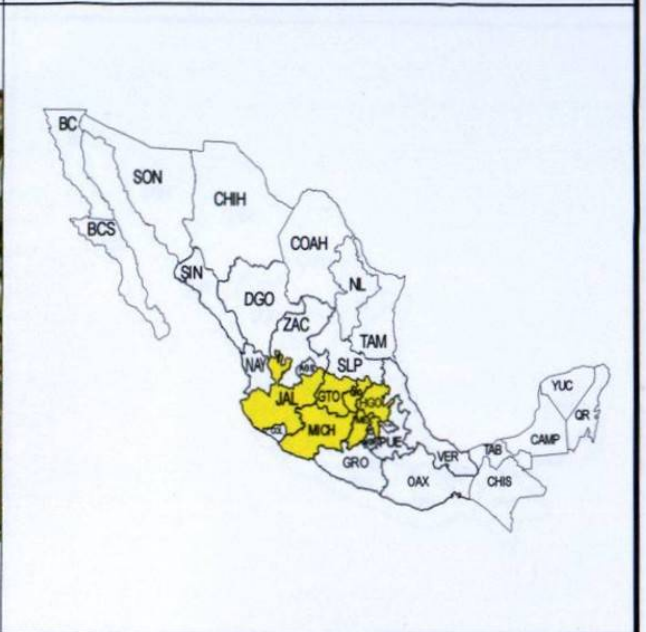 BC
SON
CHIH
BCS
COAH
SIN
NL
DGO
ZAC
TAM
NAY
SLP
JAL
GTO
HGO
MICH
PUE
GRO
OAX
VER
TAB
CAMP
YUC
QR
CHIS